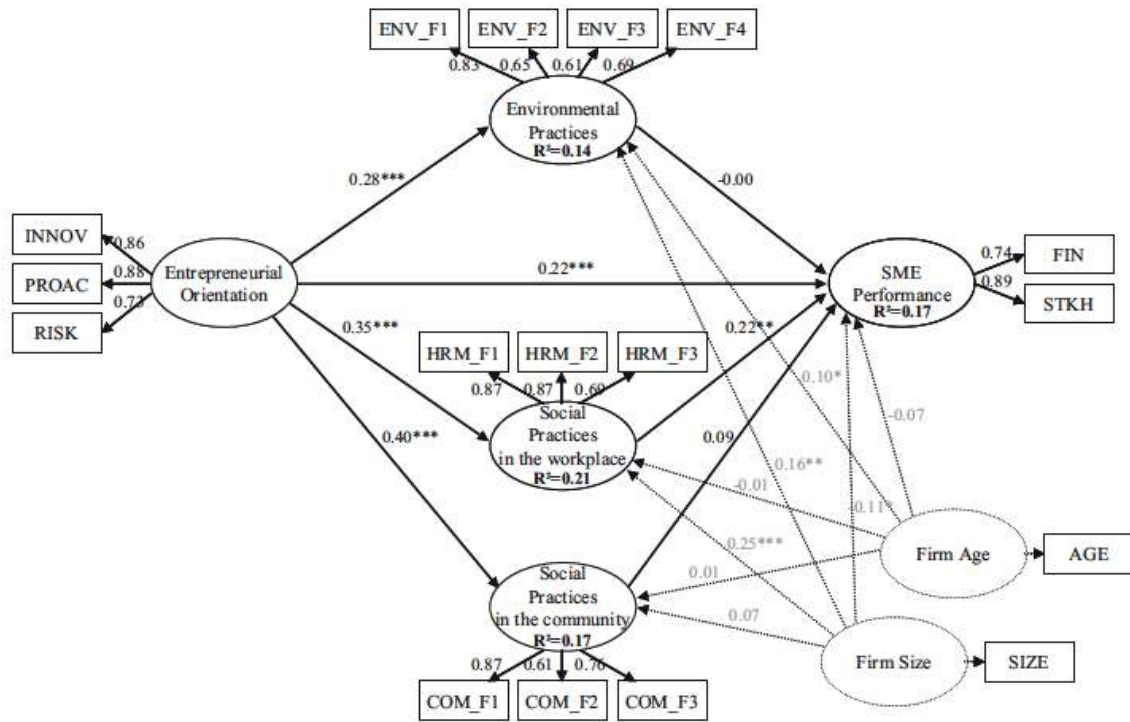 ENV_F1 ENV_F2 ENV_F3 ENV_F4
0.83 0.65 0.61 0.69
Environmental
Practices
R²=0.14
0.28***
-0.00
INNOV
0.86
PROAC
0.88
RISK
0.73
Entrepreneurial
Orientation
0.22***
SME
Performance
R²=0.17
0.74
FIN
0.89
STKH
0.35***
HRM_F1 HRM_F2 HRM_F3
0.87 0.87 0.69
0.22**
Social
Practices
in the workplace
R²=0.21
0.40***
0.09
0.10*
-0.07
0.16**
-0.01
-0.11*
0.25***
Firm Age
AGE
0.01
Social
Practices
in the community
R²=0.17
0.07
Firm Size
SIZE
0.87 0.61 0.76
COM_F1 COM_F2 COM_F3